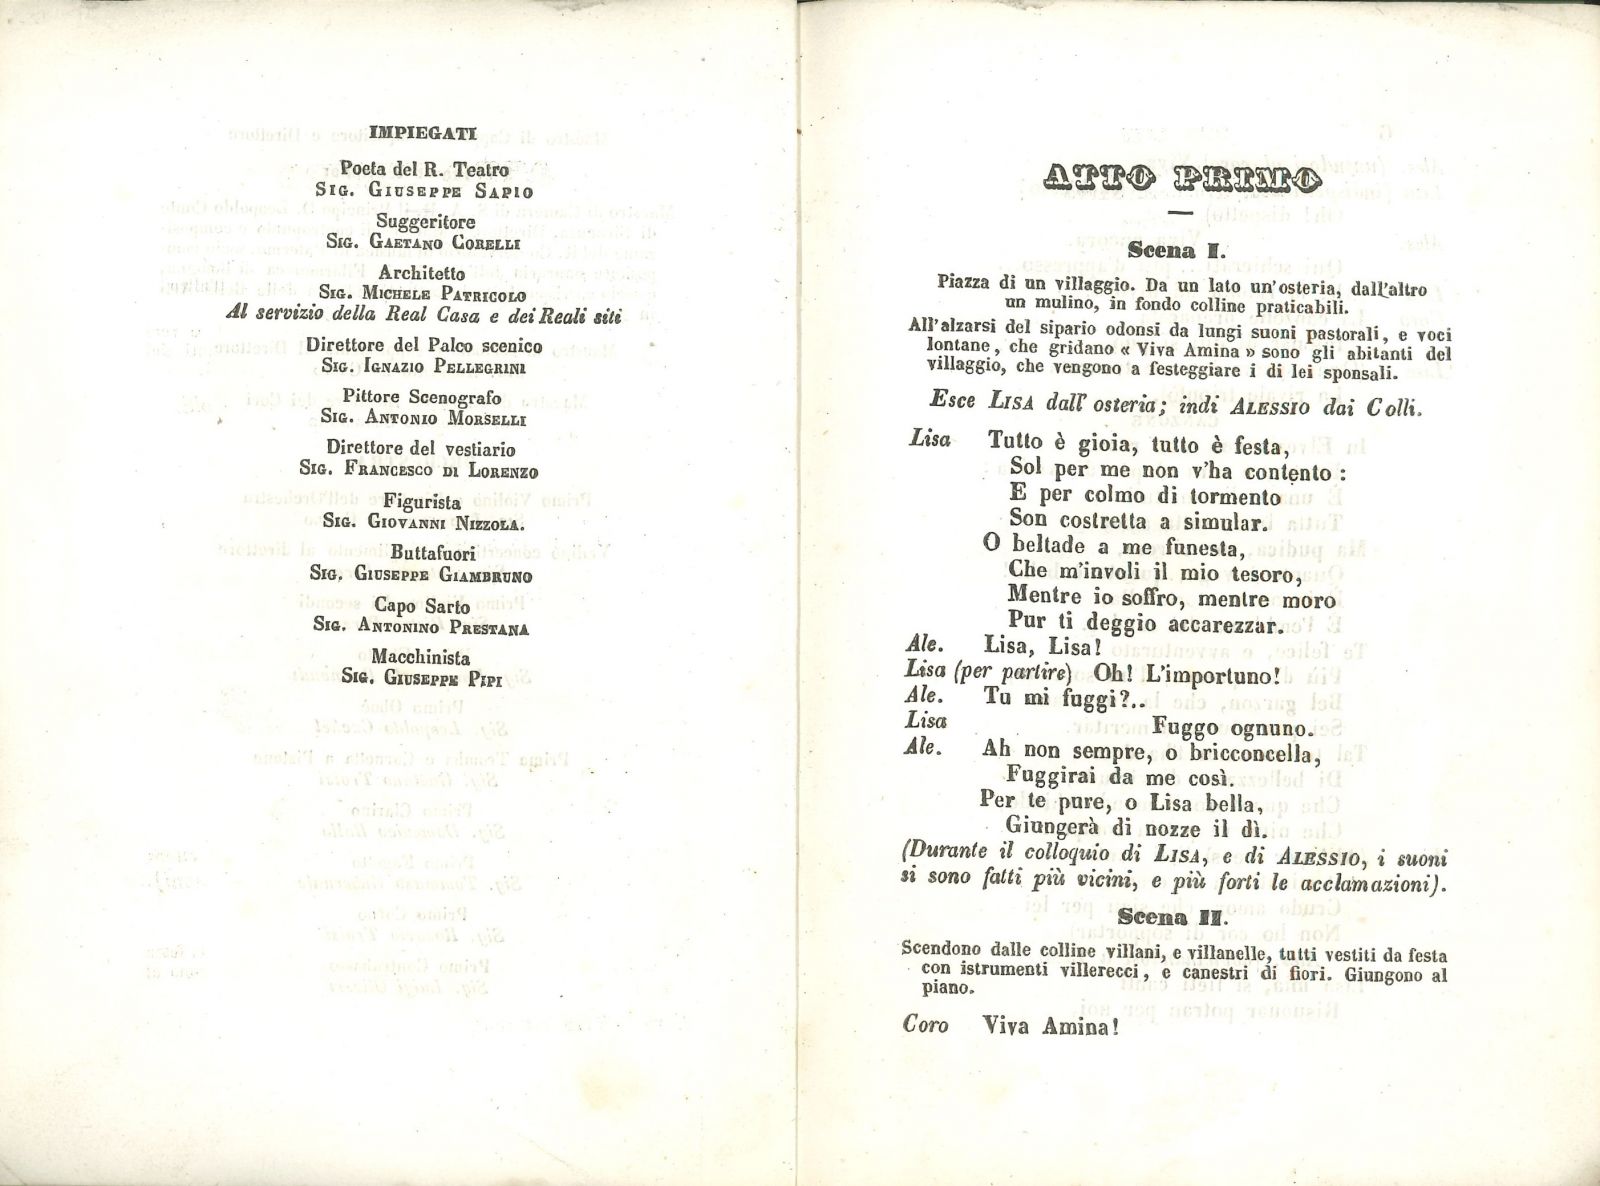 IMPIEGATI
Poeta del R. Teatro
SIG. GIUSEPPE SAPIO
Suggeritore
SIG. GAETANO CORELLI
Architetto
SIG. MICHELE PATRICOLO
Al servizio della Real Casa e dei Reali siti
Direttore del Palco scenico
SIG. IGNAZIO PELLEGRINI
Pittore Scenografo
SIG. ANTONIO MORSELLI
Direttore del vestiario
SIG. FRANCESCO DI LORENZO
Figurista
SIG. GIOVANNI NIZZOLA.
Buttafuori
SIG. GIUSEPPE GIAMBRUNO
Capo Sarto
SIG. ANTONINO PRESTANA
Macchinista
SIG. GIUSEPPE PIPI
ATTO PRIMO
Scena I.
Piazza di un villaggio. Da un lato un'osteria, dall'altro
un mulino, in fondo colline praticabili.
All'alzarsi del sipario odonsi da lungi suoni pastorali, e voci
lontane, che gridano « Viva Amina » sono gli abitanti del
villaggio, che vengono a festeggiare i di lei sponsali.
Esce LISA dall'osteria; indi ALESSIO dai Colli.
Lisa Tutto è gioia, tutto è festa,
Sol per me non v'ha contento :
E per colmo di tormento
Son costretta a simular.
O beltade a me funesta,
Che m'involi il mio tesoro,
Mentre io soffro, mentre moro
Pur ti deggio accarezzar.
Ale. Lisa, Lisa!
Lisa (per partire) Oh! L'importuno!
Ale. Tu mi fuggi?..
Lisa Fuggo ognuno.
Ale. Ah non sempre, o bricconcella,
Fuggirai da me così.
Per te pure, o Lisa bella,
Giungerà di nozze il dì.
(Durante il colloquio di LISA, e di ALESSIO, i suoni
si sono fatti più vicini, e più forti le acclamazioni).
Scena II.
Scendono dalle colline villani, e villanelle, tutti vestiti da festa
con istrumenti villerecci, e canestri di fiori. Giungono al
piano.
Coro Viva Amina!